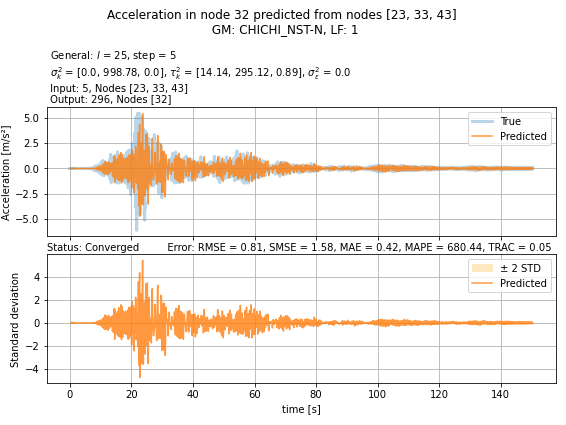 Acceleration in node 32 predicted from nodes [23, 33, 43]
GM: CHICHI_NST-N, LF: 1
General: l = 25, step = 5
σ²ₖ = [0.0, 998.78, 0.0], τ²ₖ = [14.14, 295.12, 0.89], σ²ε = 0.0
Input: 5, Nodes [23, 33, 43]
Output: 296, Nodes [32]
5.0
2.5
0.0
−2.5
−5.0
Acceleration [m/s²]
True
Predicted
Status: Converged
Error: RMSE = 0.81, SMSE = 1.58, MAE = 0.42, MAPE = 680.44, TRAC = 0.05
4
2
0
−2
−4
Standard deviation
± 2 STD
Predicted
0 20 40 60 80 100 120 140
time [s]